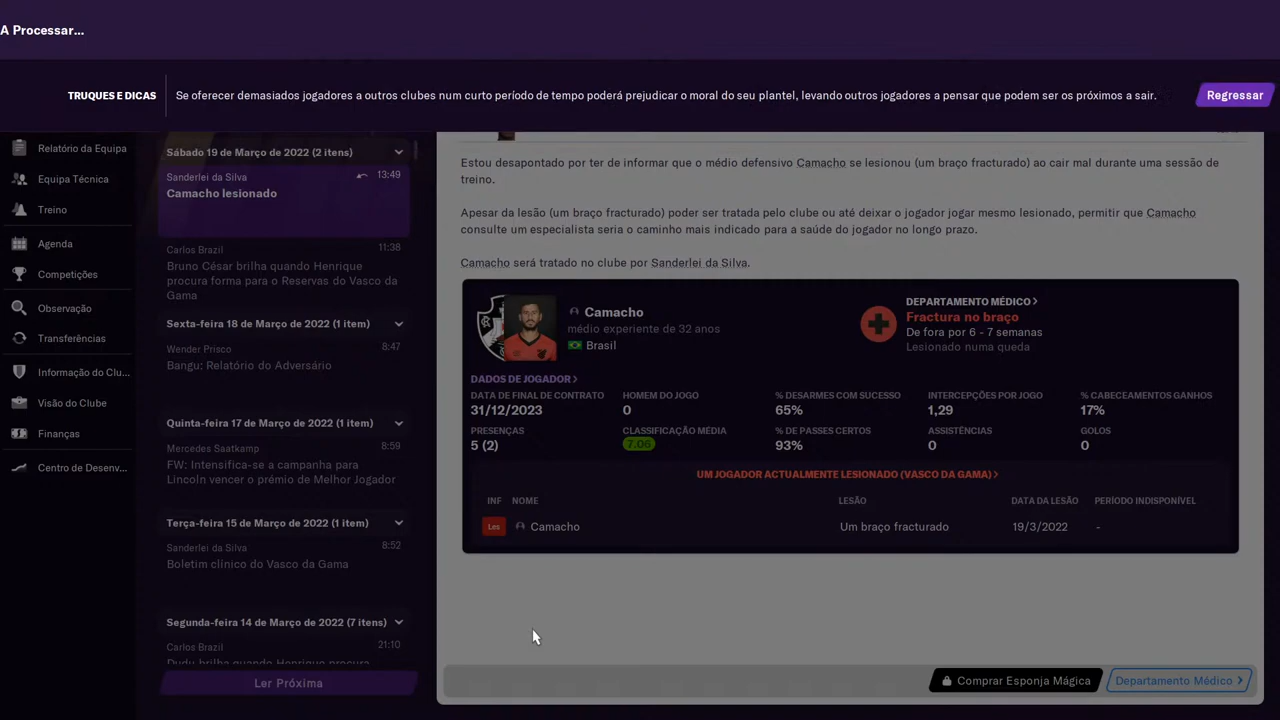 A Processar...
TRUQUES E DICAS
Se oferecer demasiados jogadores a outros clubes num curto período de tempo poderá prejudicar o moral do seu plantel, levando outros jogadores a pensar que podem ser os próximos a sair.
Regressar
Relatório da Equipa
Equipa Técnica
Treino
Agenda
Competições
Observação
Transferências
Informação do Clu...
Visão do Clube
Finanças
Centro de Desenv...
Sábado 19 de Março de 2022 (2 itens)
Sanderlei da Silva 13:49
Camacho lesionado
Carlos Brazil 11:38
Bruno César brilha quando Henrique
procura forma para o Reservas do Vasco da
Gama
Sexta-feira 18 de Março de 2022 (1 item)
Wender Prisco 8:47
Bangu: Relatório do Adversário
Quinta-feira 17 de Março de 2022 (1 item)
Mercedes Saatkamp 8:59
FW: Intensifica-se a campanha para
Lincoln vencer o prémio de Melhor Jogador
Terça-feira 15 de Março de 2022 (1 item)
Sanderlei da Silva 8:52
Boletim clínico do Vasco da Gama
Segunda-feira 14 de Março de 2022 (7 itens)
Carlos Brazil 21:10
Dudu brilha quando Henrique procura
Ler Próxima
Estou desapontado por ter de informar que o médio defensivo Camacho se lesionou (um braço fracturado) ao cair mal durante uma sessão de
treino.
Apesar da lesão (um braço fracturado) poder ser tratada pelo clube ou até deixar o jogador jogar mesmo lesionado, permitir que Camacho
consulte um especialista seria o caminho mais indicado para a saúde do jogador no longo prazo.
Camacho será tratado no clube por Sanderlei da Silva.
Camacho
médio experiente de 32 anos
Brasil
DEPARTAMENTO MÉDICO
Fractura no braço
De fora por 6 - 7 semanas
Lesionado numa queda
DADOS DE JOGADOR
DATA DE FINAL DE CONTRATO HOMEM DO JOGO % DESARMES COM SUCESSO INTERCEPÇÕES POR JOGO % CABECEAMENTOS GANHOS
31/12/2023 0 65% 1,29 17%
PRESENÇAS CLASSIFICAÇÃO MÉDIA % DE PASSES CERTOS ASSISTÊNCIAS GOLOS
5 (2) 7.06 93% 0 0
UM JOGADOR ACTUALMENTE LESIONADO (VASCO DA GAMA)
INF NOME LESÃO DATA DA LESÃO PERÍODO INDISPONÍVEL
Les Camacho Um braço fracturado 19/3/2022 -
Comprar Esponja Mágica
Departamento Médico